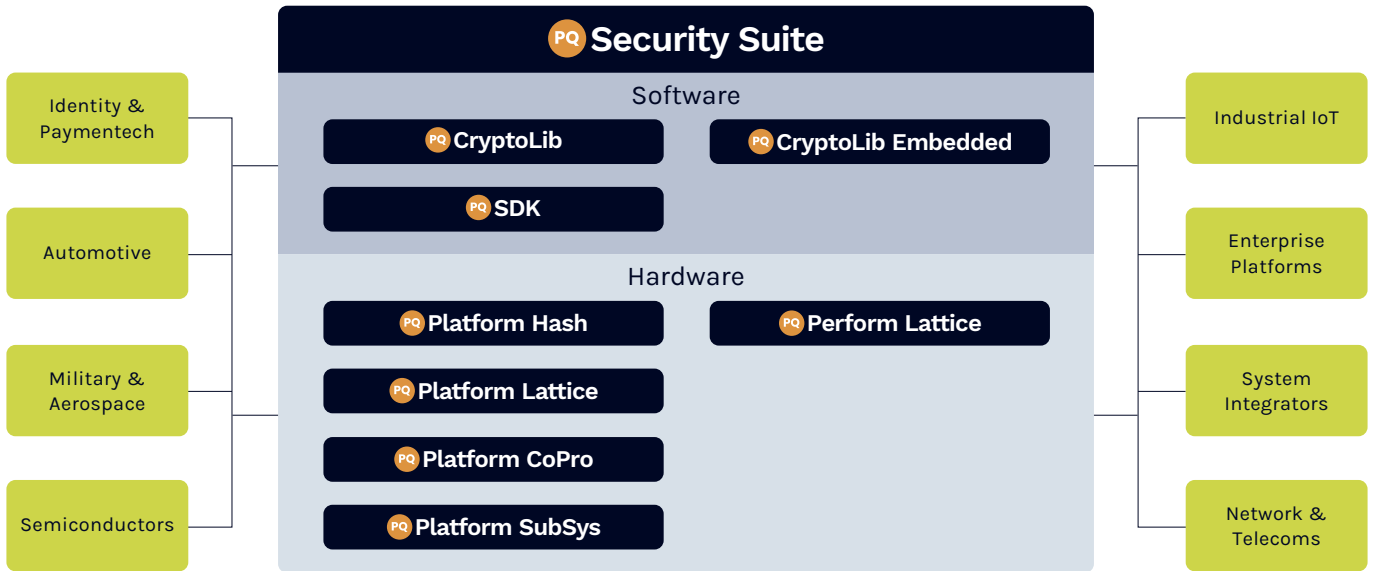 PQ Security Suite
Software
PQ CryptoLib
PQ CryptoLib Embedded
PQ SDK
Hardware
PQ Platform Hash
PQ Perform Lattice
PQ Platform Lattice
PQ Platform CoPro
PQ Platform SubSys
Identity &
Paymentech
Automotive
Military &
Aerospace
Semiconductors
Industrial IoT
Enterprise
Platforms
System
Integrators
Network &
Telecoms